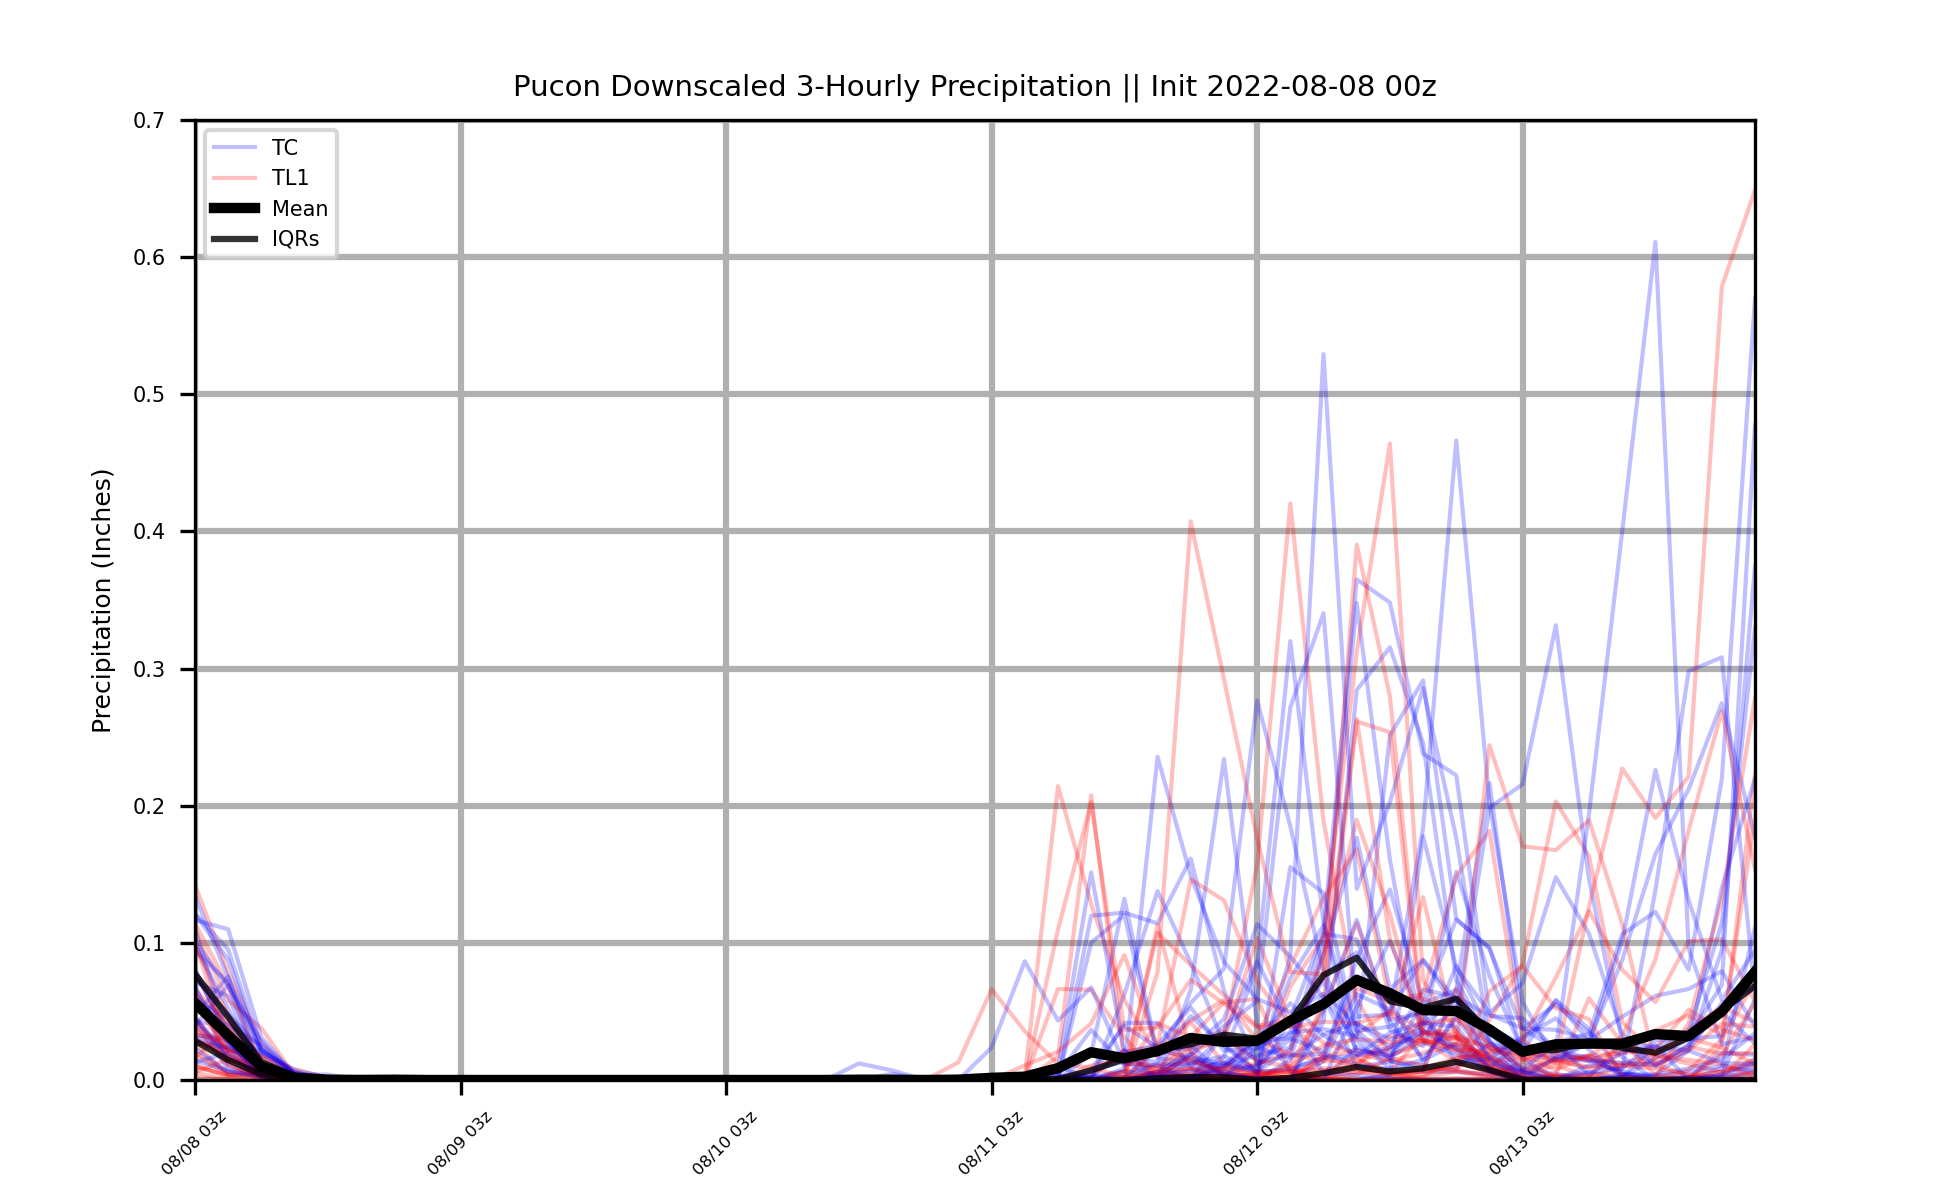 Pucon Downscaled 3-Hourly Precipitation || Init 2022-08-08 00z
TC
TL1
Mean
IQRs
Precipitation (Inches)
0.7
0.6
0.5
0.4
0.3
0.2
0.1
0.0
08/08 03z
08/09 03z
08/10 03z
08/11 03z
08/12 03z
08/13 03z